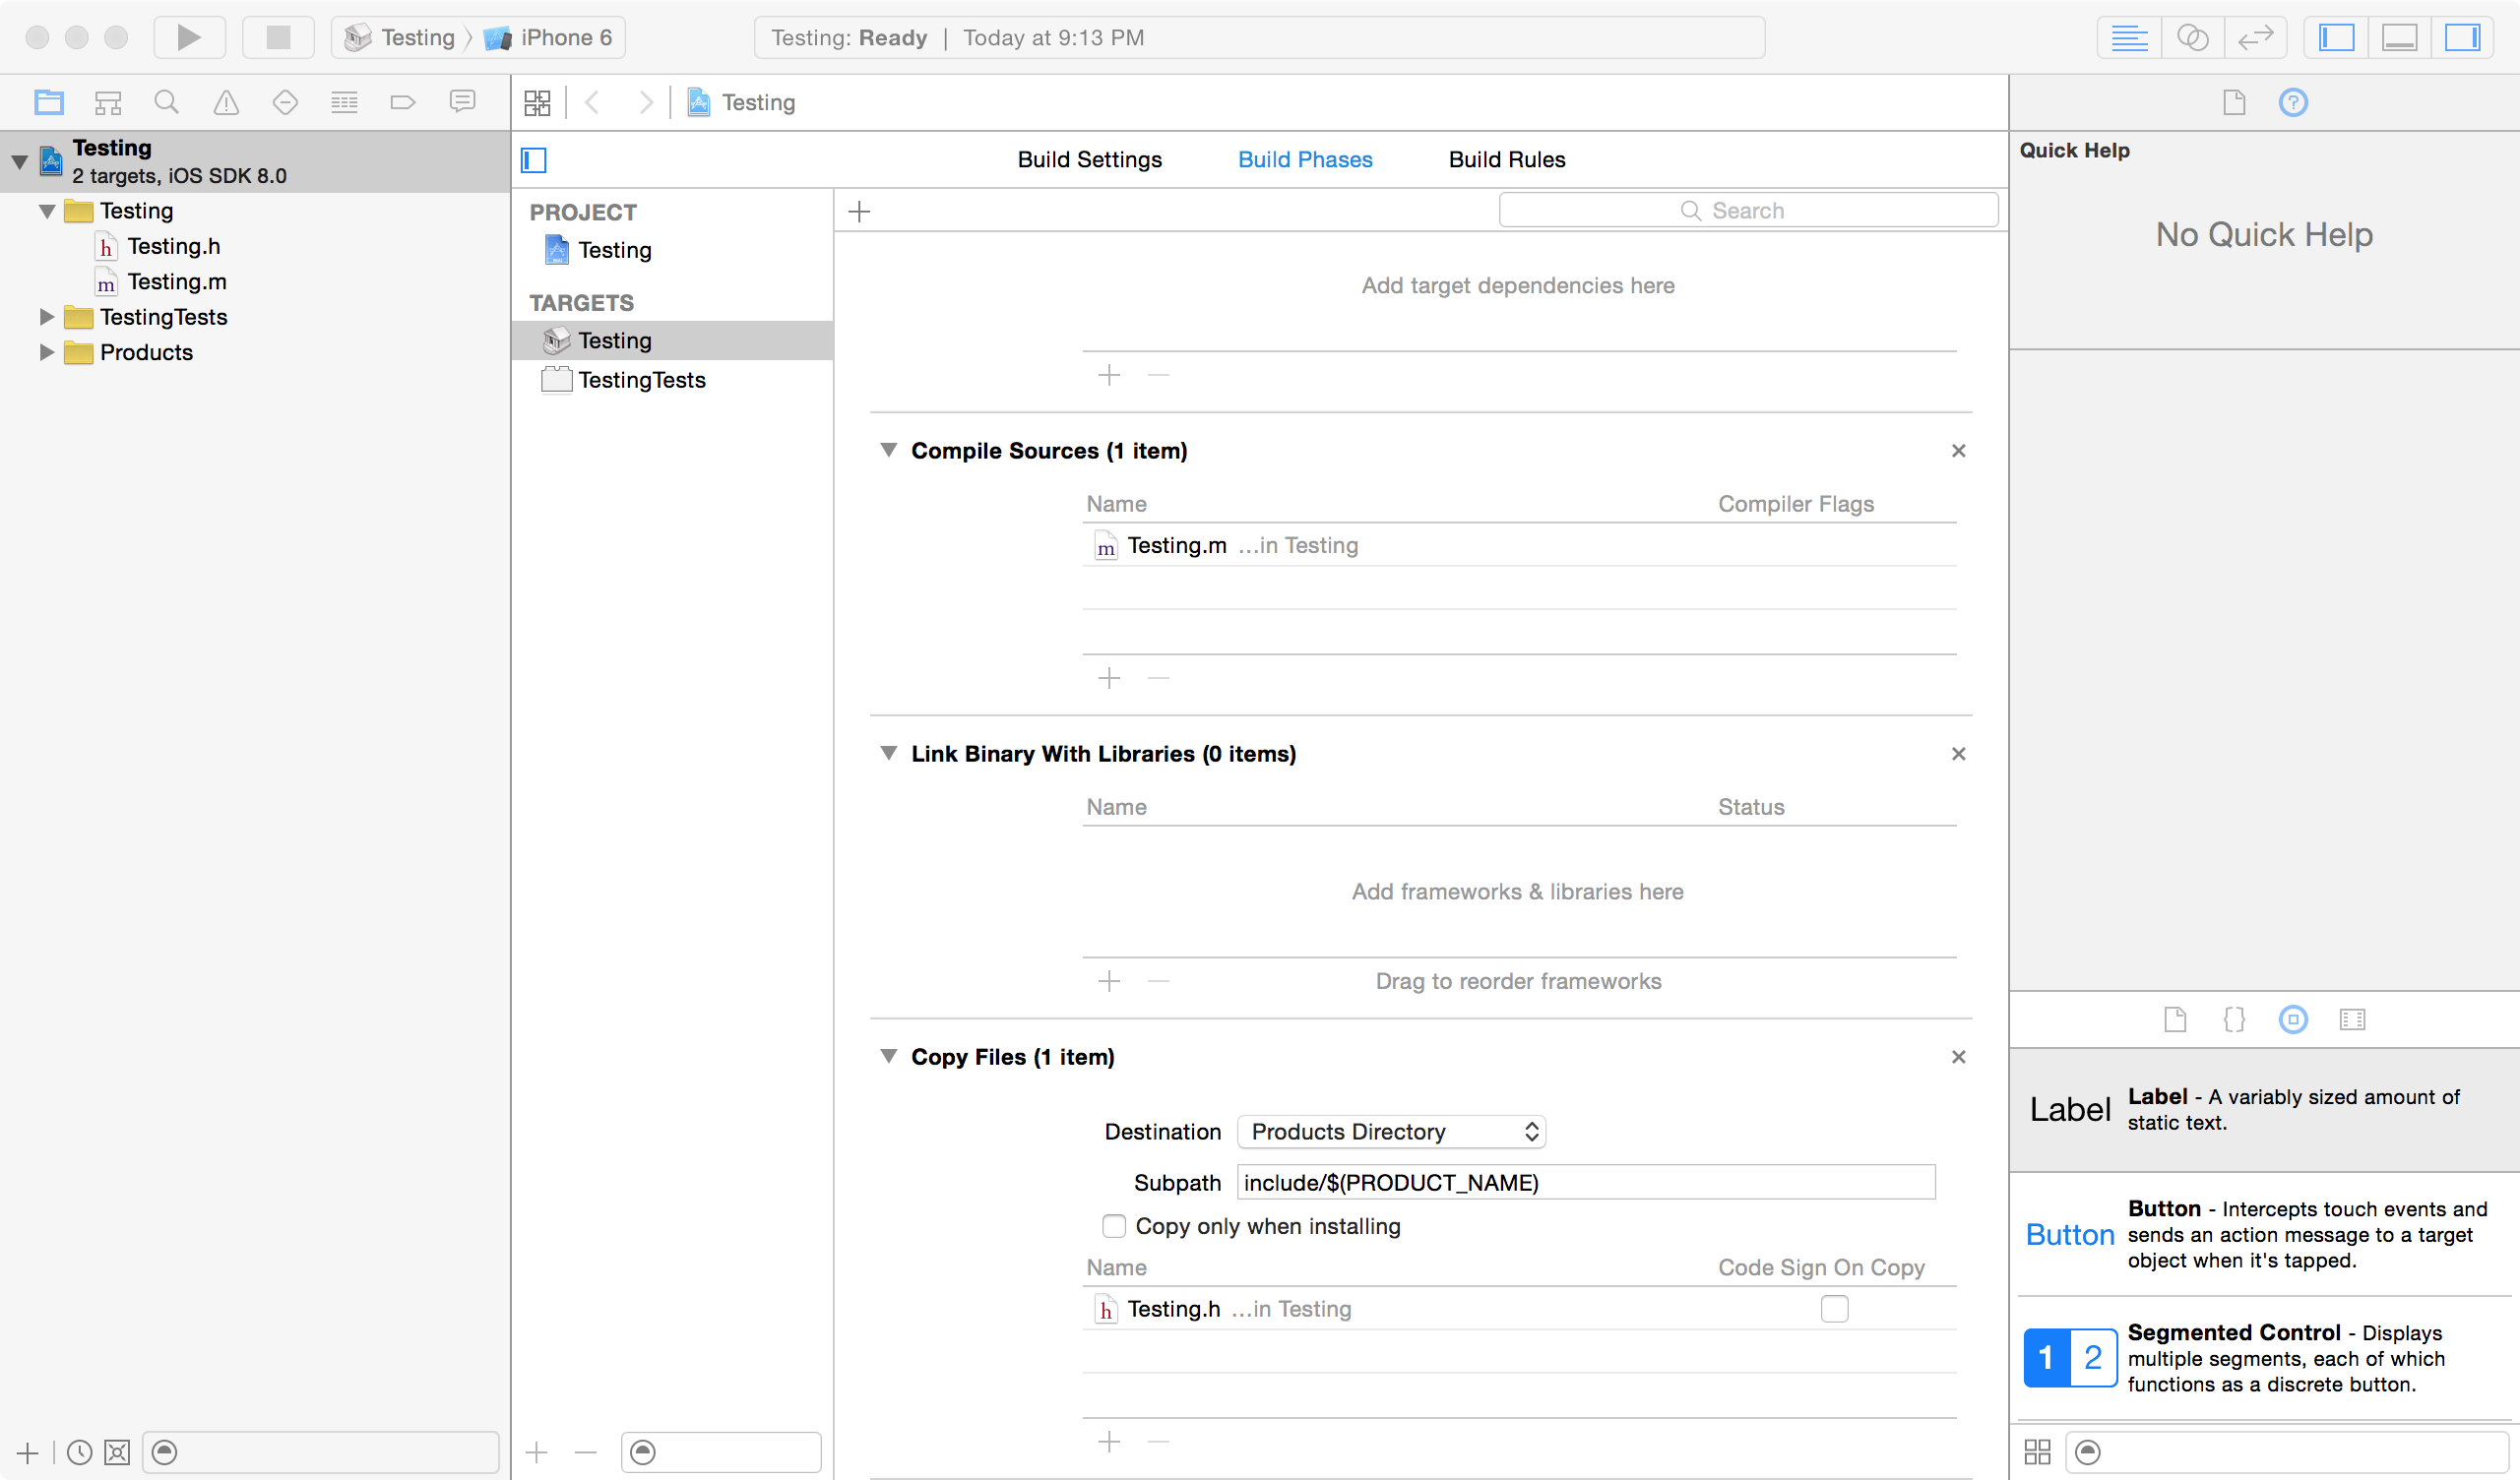 Testing
iPhone 6
Testing: Ready | Today at 9:13 PM
Testing
2 targets, iOS SDK 8.0
Testing
h Testing.h
m Testing.m
TestingTests
Products
Testing
Build Settings
Build Phases
Build Rules
PROJECT
Testing
TARGETS
Testing
TestingTests
Search
Add target dependencies here
Compile Sources (1 item)
Name
Compiler Flags
m Testing.m ...in Testing
Link Binary With Libraries (0 items)
Name
Status
Add frameworks & libraries here
Drag to reorder frameworks
Copy Files (1 item)
Destination
Products Directory
Subpath
include/$(PRODUCT_NAME)
Copy only when installing
Name
Code Sign On Copy
h Testing.h ...in Testing
Quick Help
No Quick Help
Label
Label - A variably sized amount of
static text.
Button
Button - Intercepts touch events and
sends an action message to a target
object when it's tapped.
1 2
Segmented Control - Displays
multiple segments, each of which
functions as a discrete button.